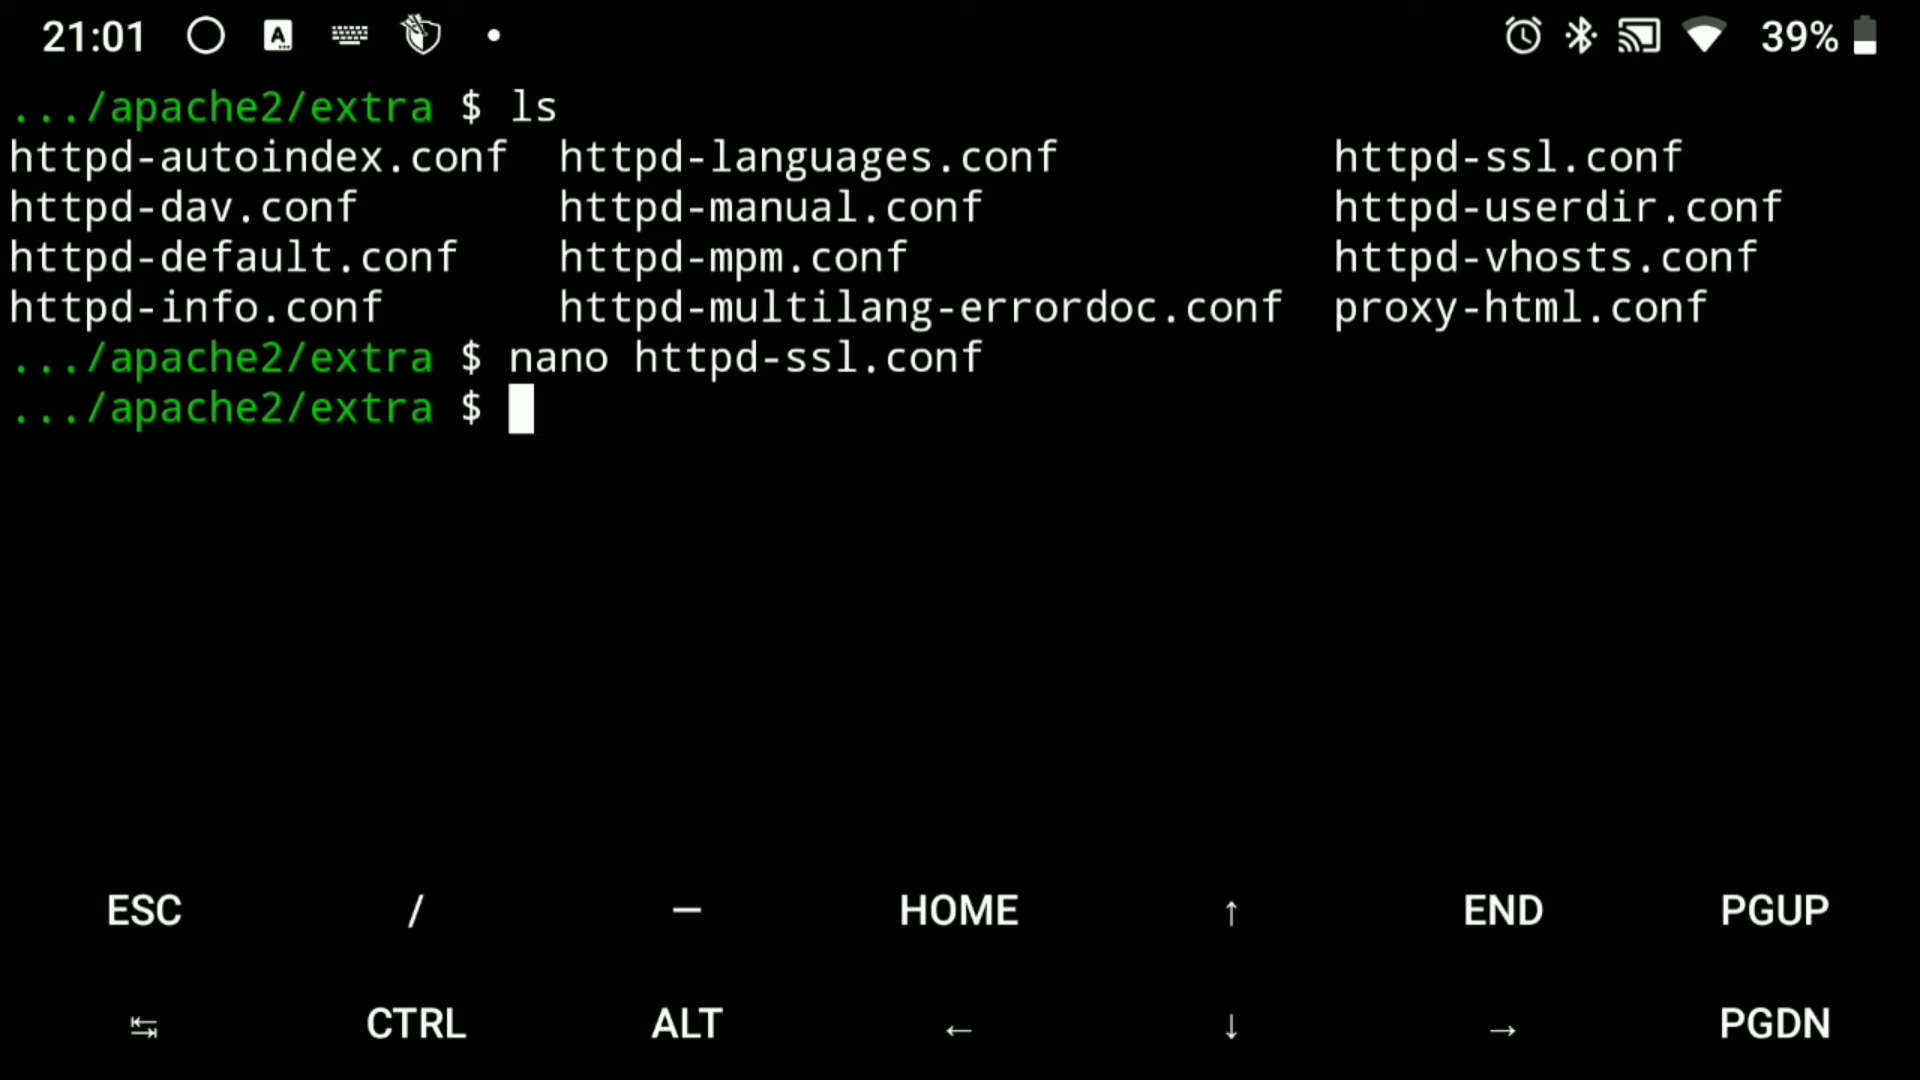 21:01 39%
.../apache2/extra $ ls
httpd-autoindex.conf  httpd-languages.conf           httpd-ssl.conf
httpd-dav.conf        httpd-manual.conf              httpd-userdir.conf
httpd-default.conf    httpd-mpm.conf                 httpd-vhosts.conf
httpd-info.conf       httpd-multilang-errordoc.conf  proxy-html.conf
.../apache2/extra $ nano httpd-ssl.conf
.../apache2/extra $
ESC / — HOME ↑ END PGUP
↹ CTRL ALT ← ↓ → PGDN